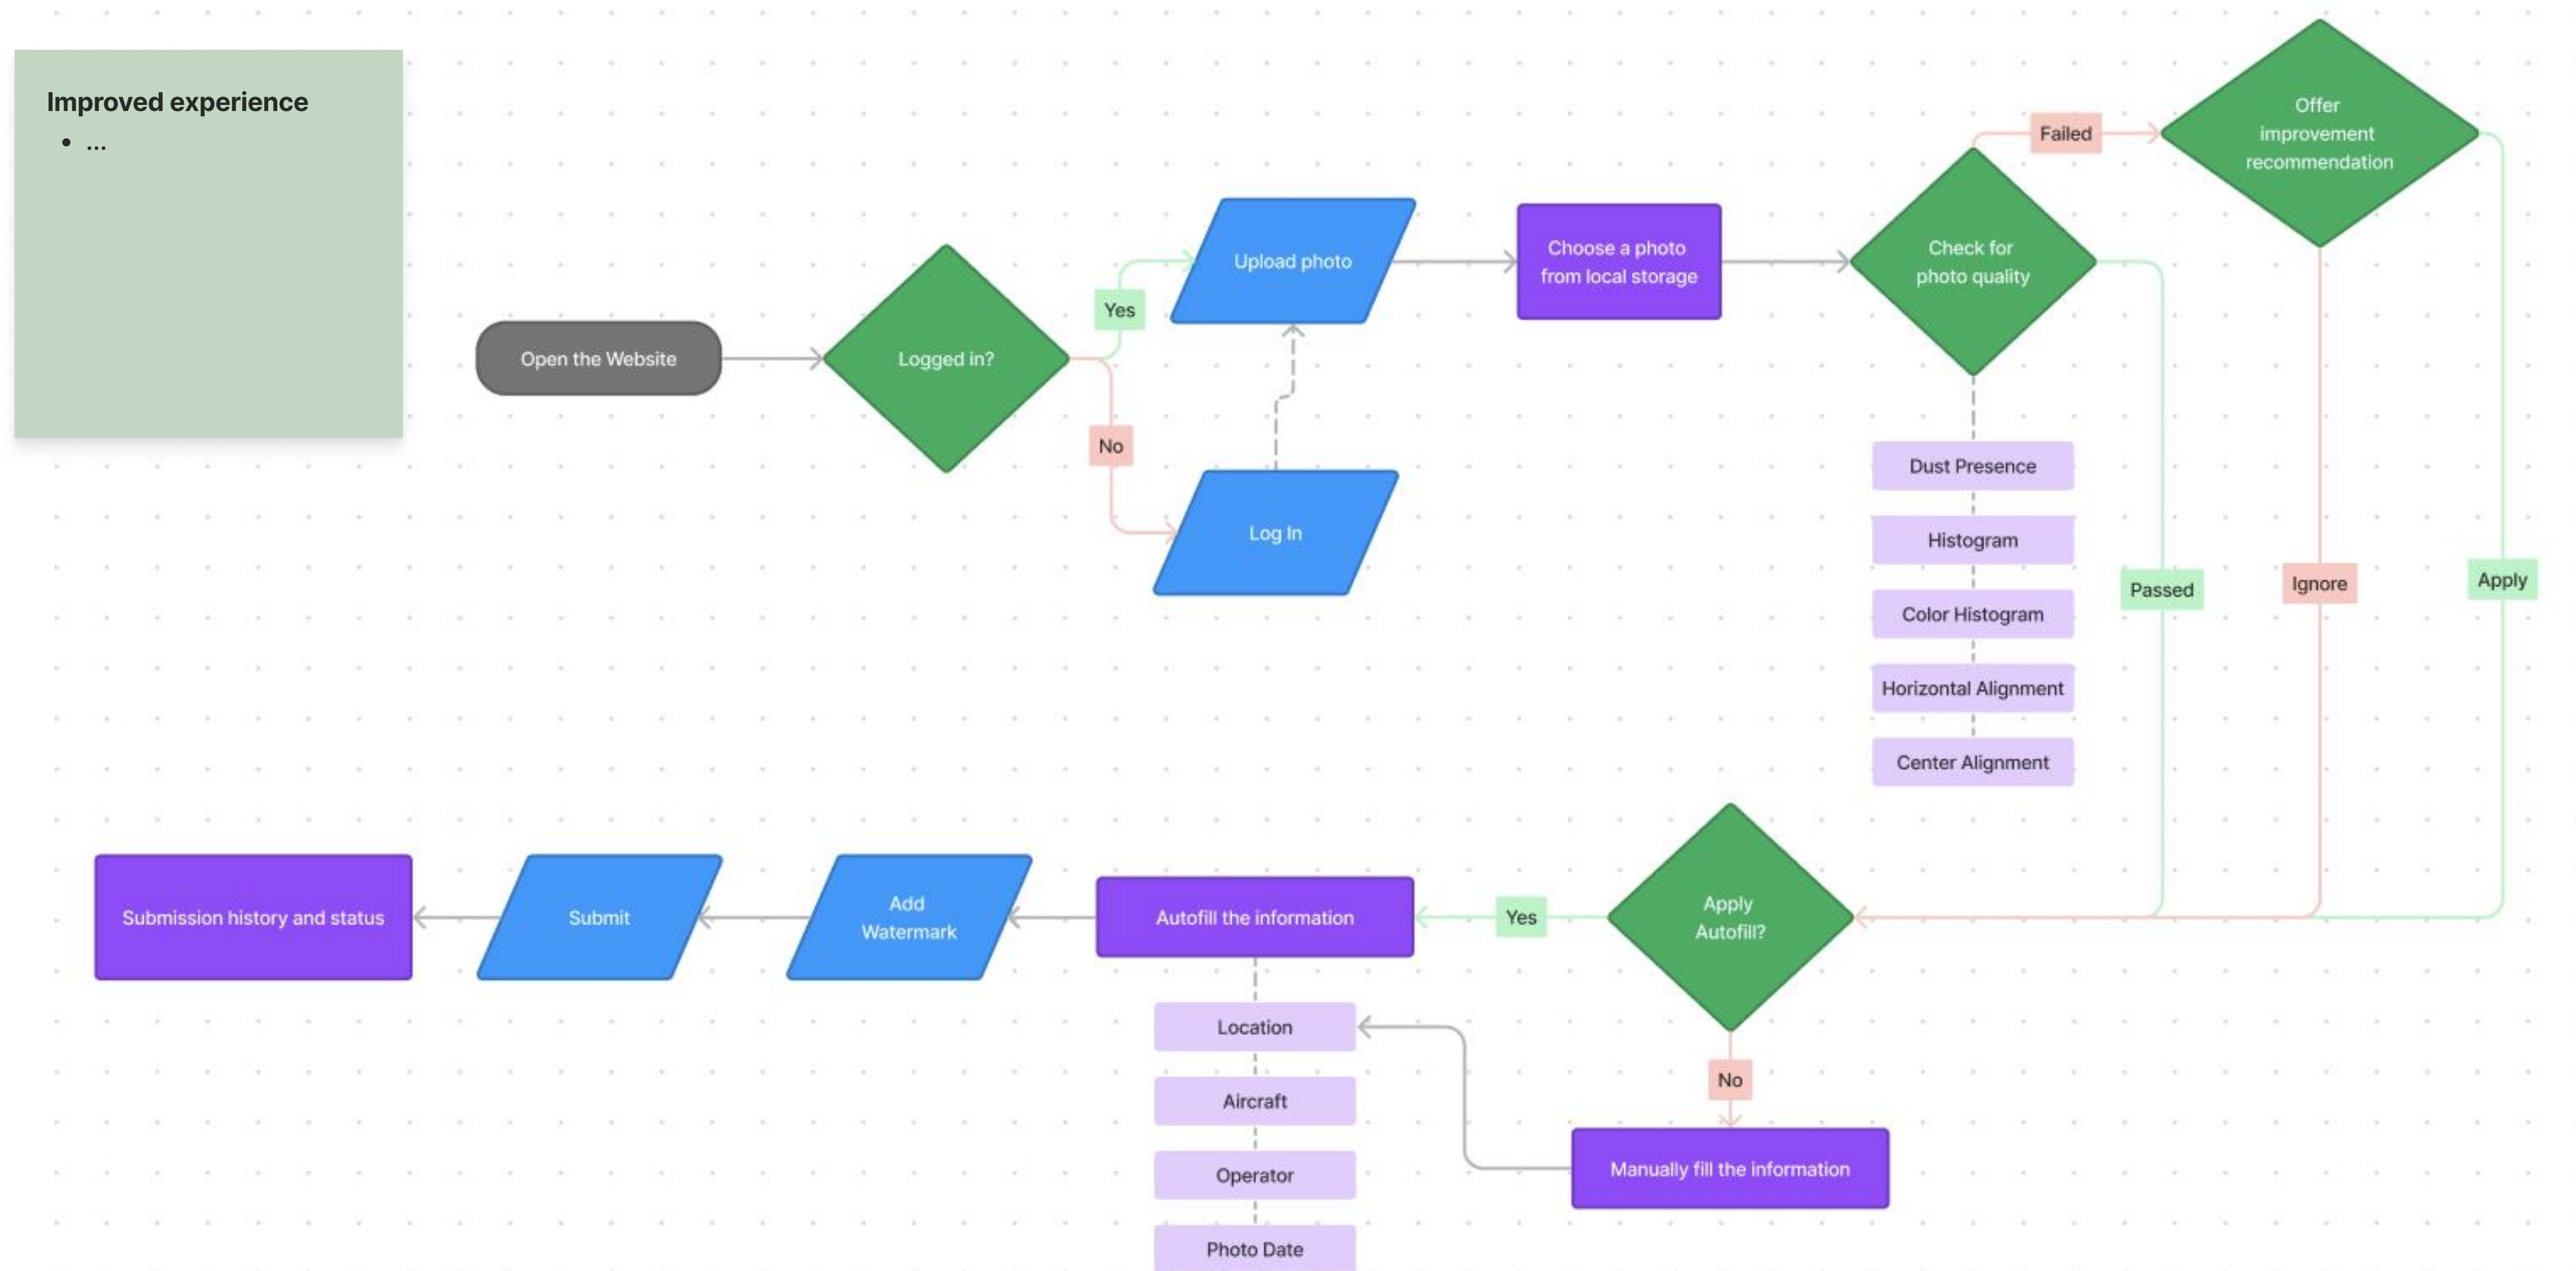 Improved experience
• ...
Open the Website
Logged in?
Yes
No
Upload photo
Log In
Choose a photo
from local storage
Check for
photo quality
Failed
Offer
improvement
recommendation
Dust Presence
Histogram
Color Histogram
Horizontal Alignment
Center Alignment
Passed
Ignore
Apply
Apply
Autofill?
Yes
No
Manually fill the information
Autofill the information
Location
Aircraft
Operator
Photo Date
Add
Watermark
Submit
Submission history and status